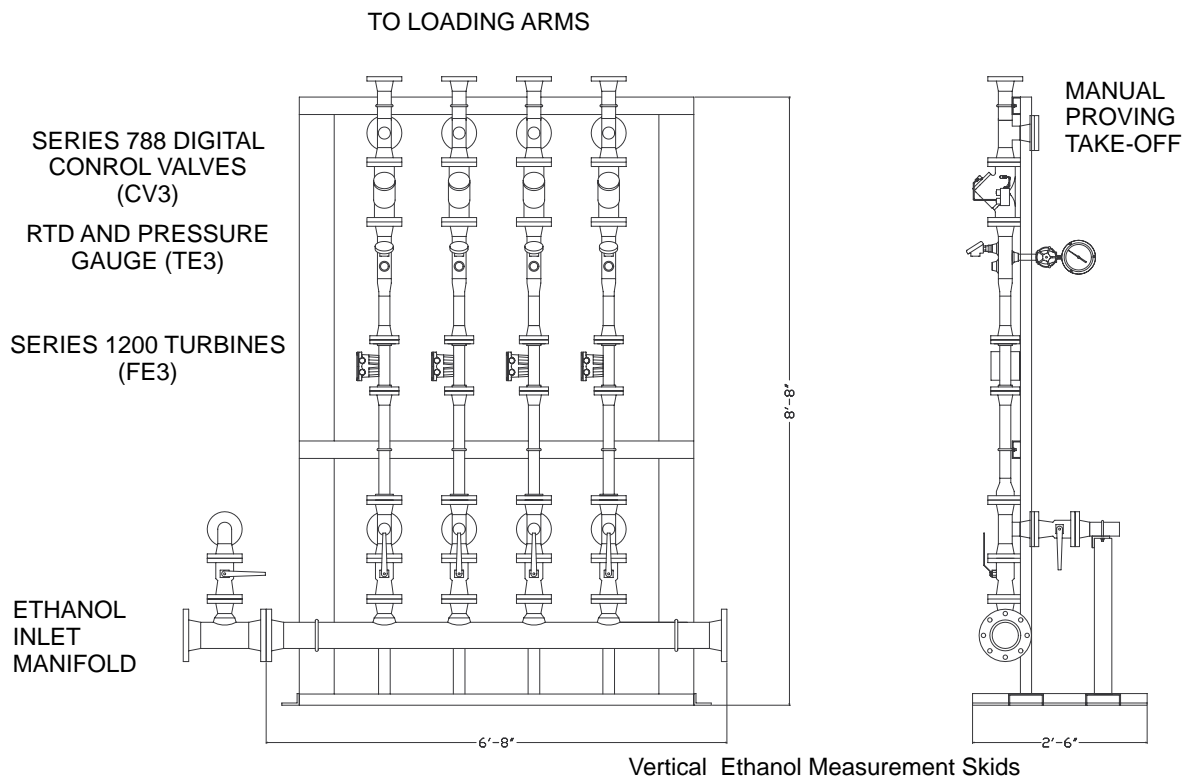 TO LOADING ARMS
MANUAL
PROVING
TAKE-OFF
SERIES 788 DIGITAL
CONROL VALVES
(CV3)
RTD AND PRESSURE
GAUGE (TE3)
SERIES 1200 TURBINES
(FE3)
8'-8"
ETHANOL
INLET
MANIFOLD
6'-8"
2'-6"
Vertical Ethanol Measurement Skids